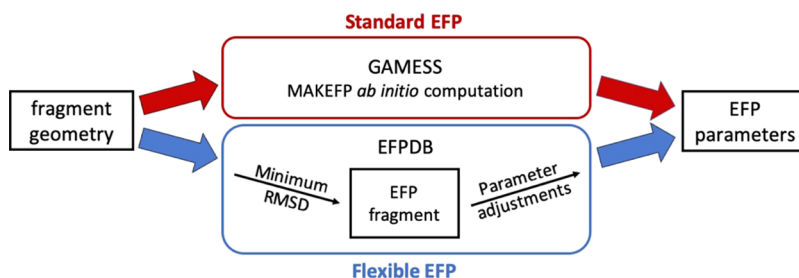 Standard EFP
GAMESS
MAKEFP ab initio computation
fragment
geometry
EFP
parameters
EFPDB
Minimum
RMSD
EFP
fragment
Parameter
adjustments
Flexible EFP